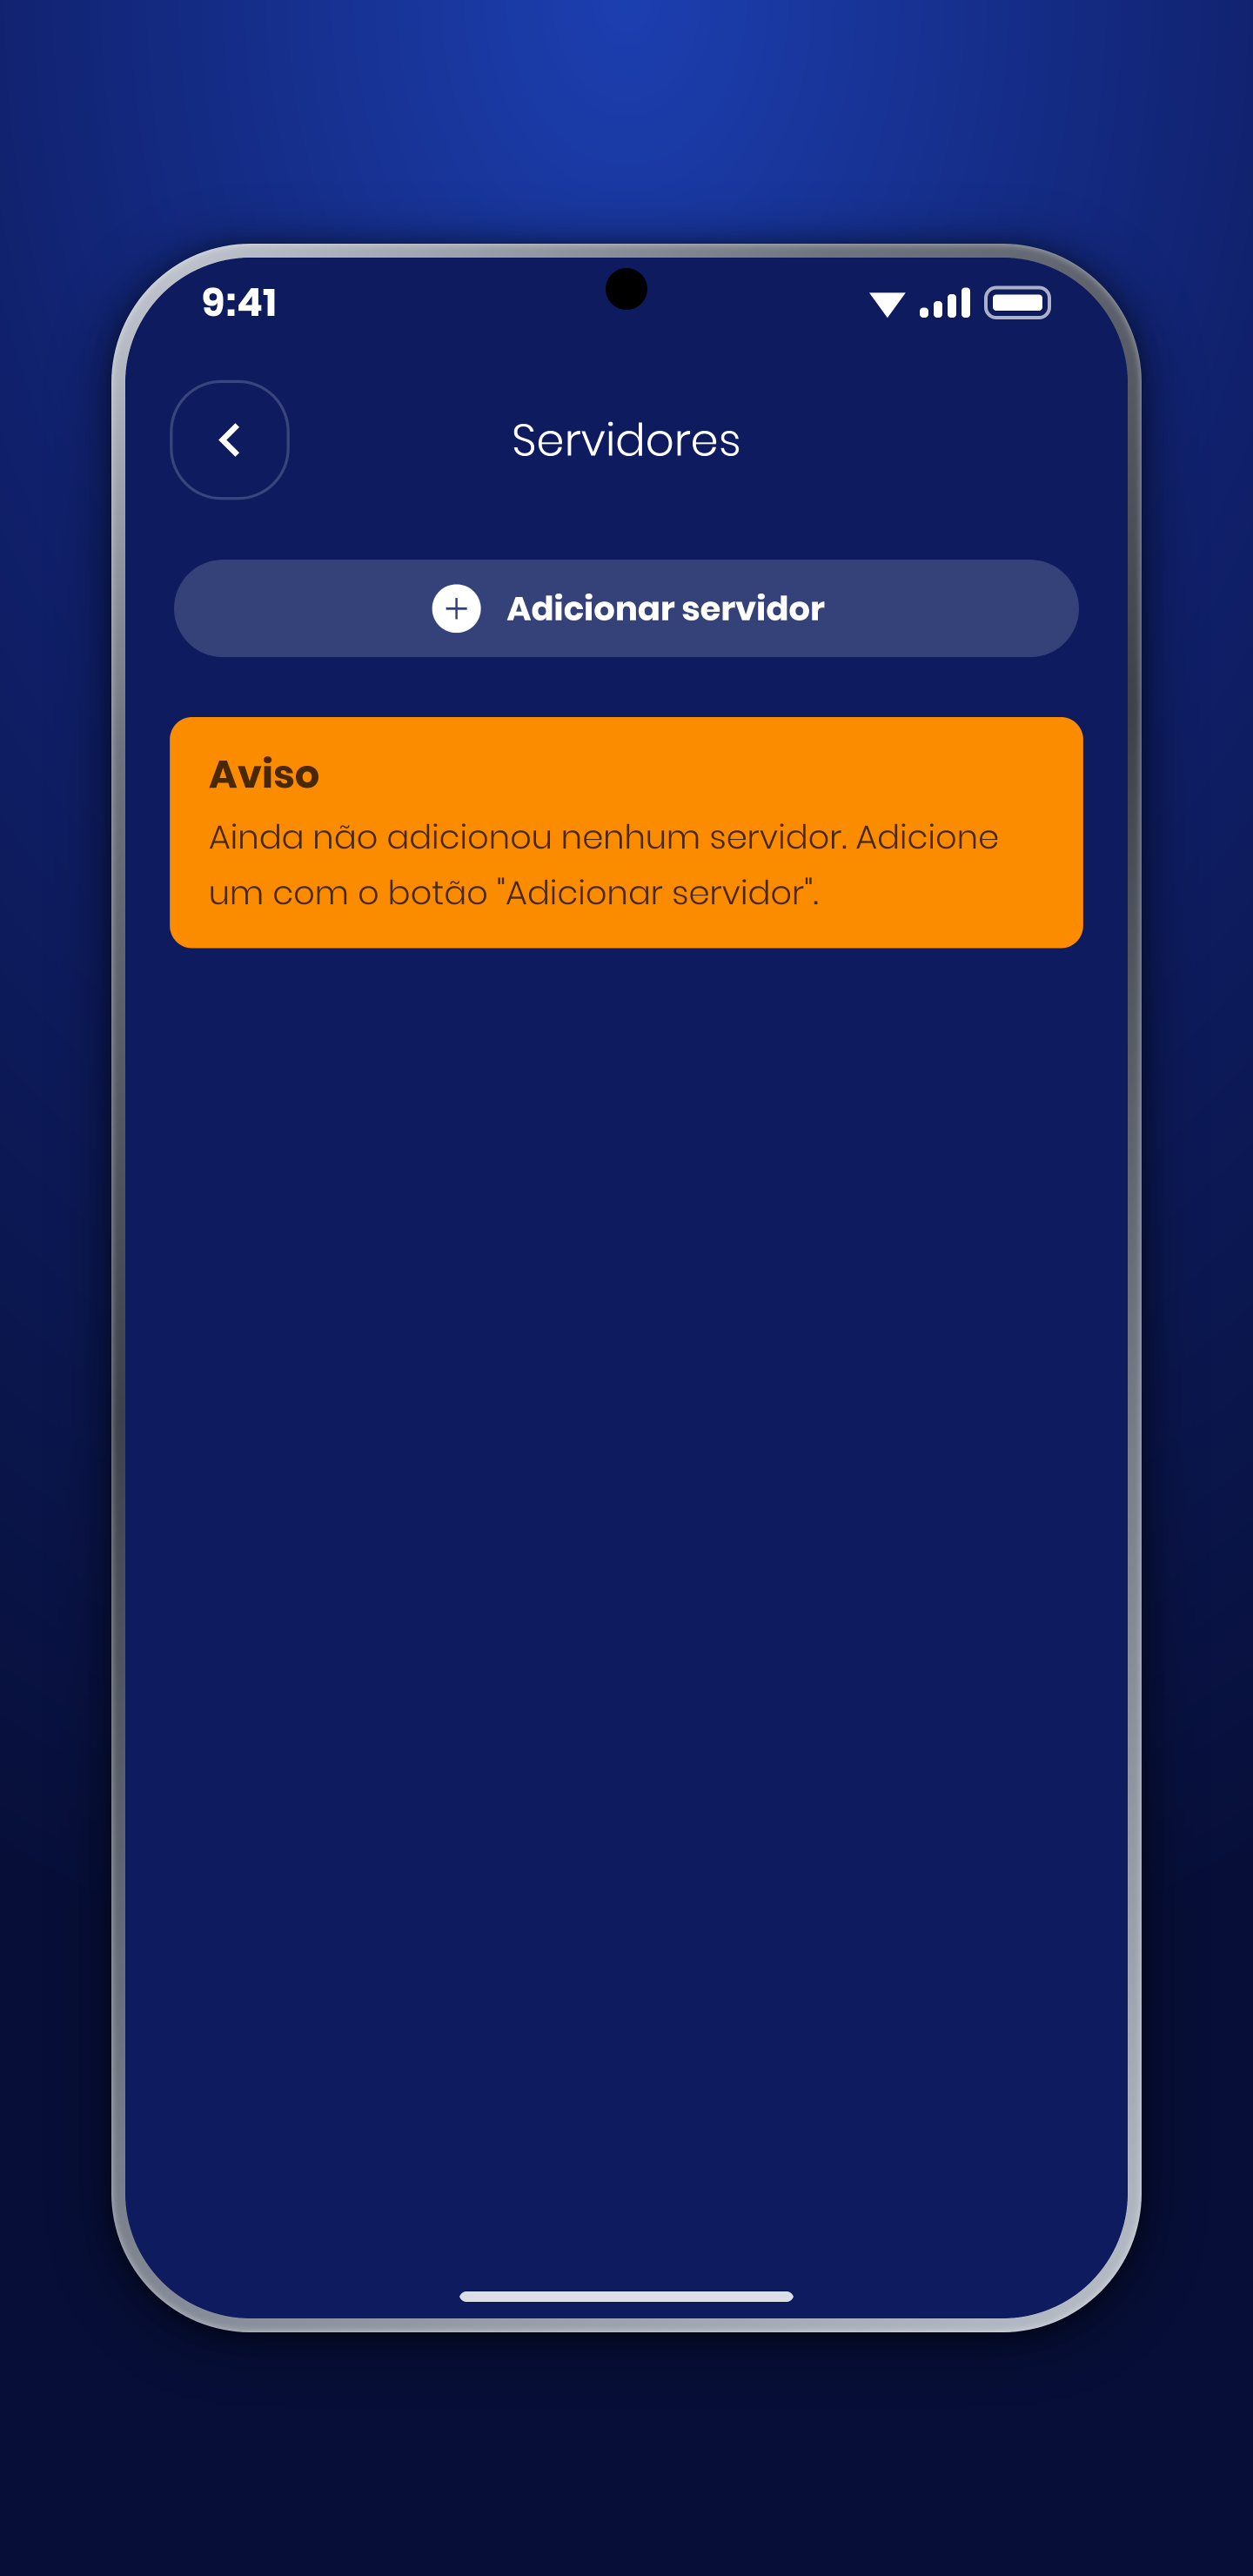 9:41
Servidores
Adicionar servidor
Aviso
Ainda não adicionou nenhum servidor. Adicione
um com o botão "Adicionar servidor".